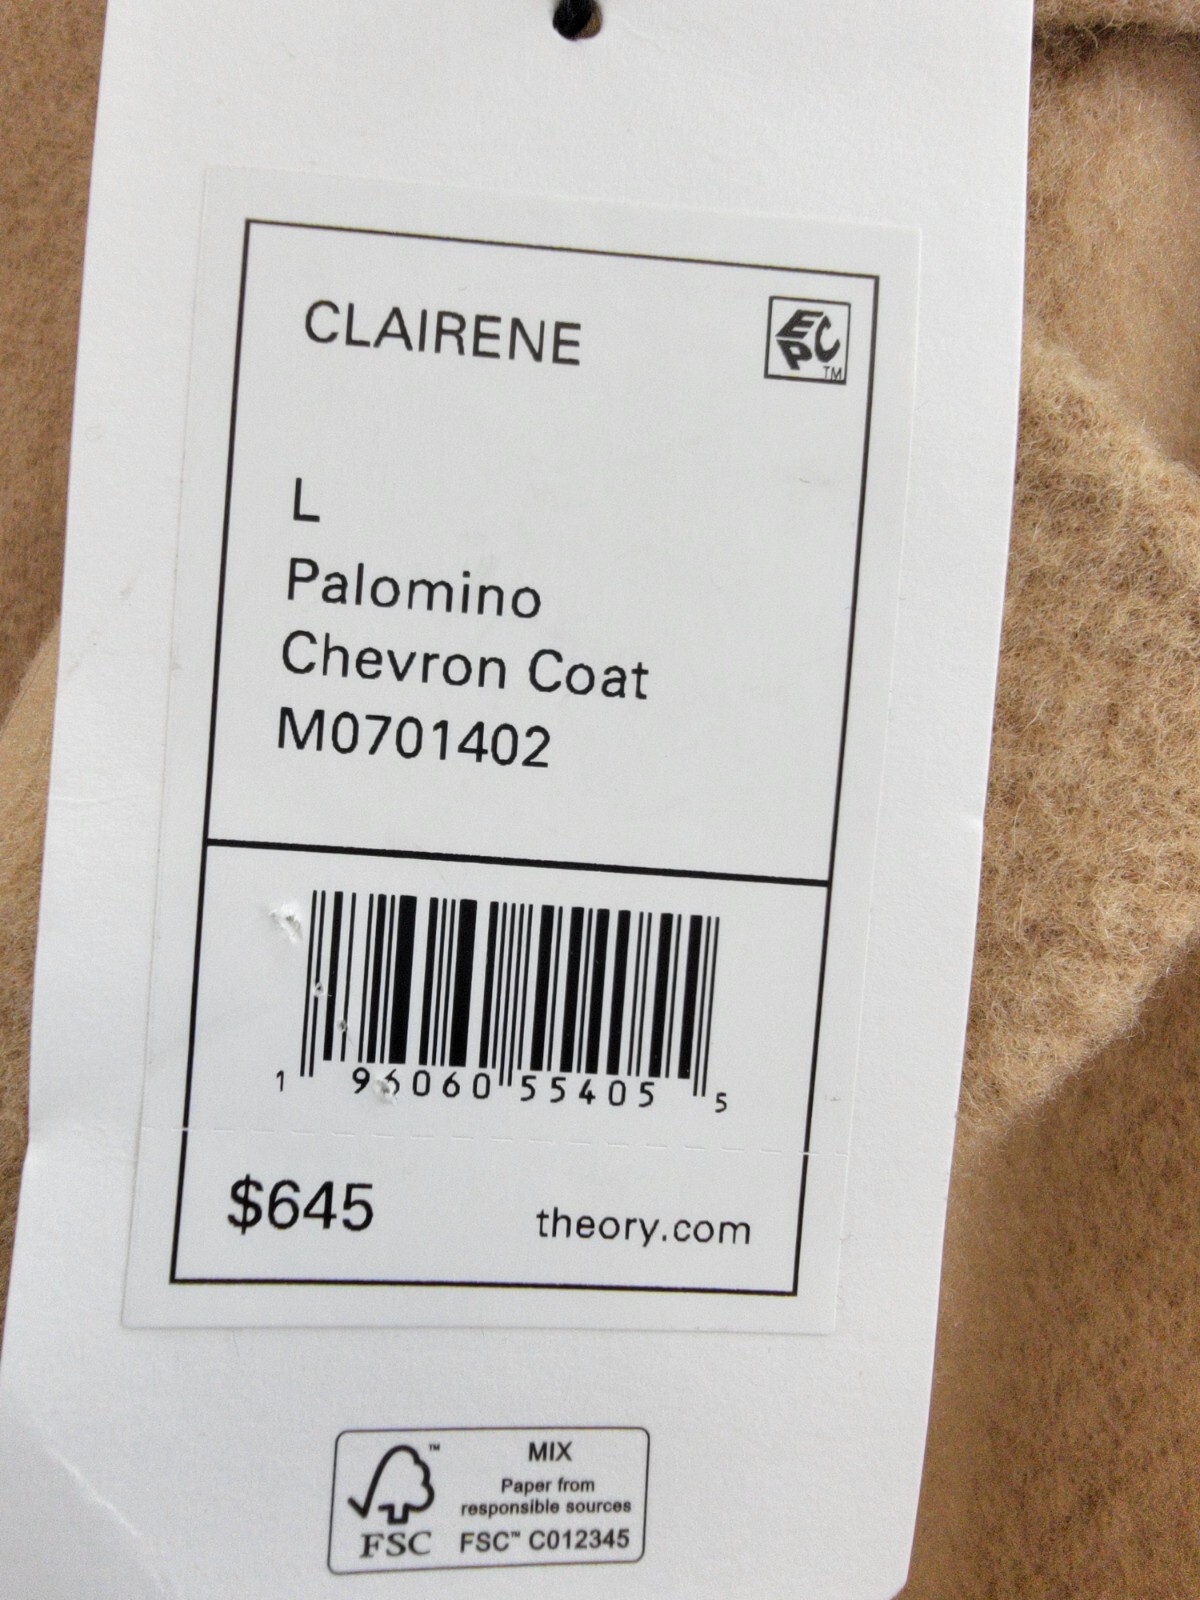 CLAIRENE
EPC
TM
L
Palomino
Chevron Coat
M0701402
1 96060 55405 5
$645 theory.com
MIX
Paper from
responsible sources
FSC™ C012345
FSC
™